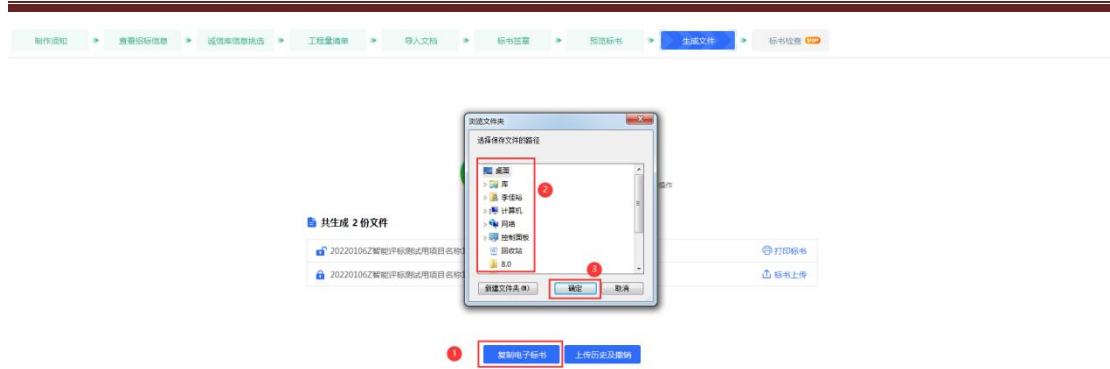 制作须知
查看招标信息
诚信库信息挑选
工程量清单
导入文档
标书签章
预览标书
生成文件
标书检查 VIP
浏览文件夹
选择保存文件的路径
桌面
库
李佳裕
计算机
网络
控制面板
回收站
8.0
2
操作
共生成 2 份文件
20220106Z智能评标测试用项目名称
打印标书
20220106Z智能评标测试用项目名称
标书上传
3
新建文件夹(N)
确定
取消
1
复制电子标书
上传历史及撤销